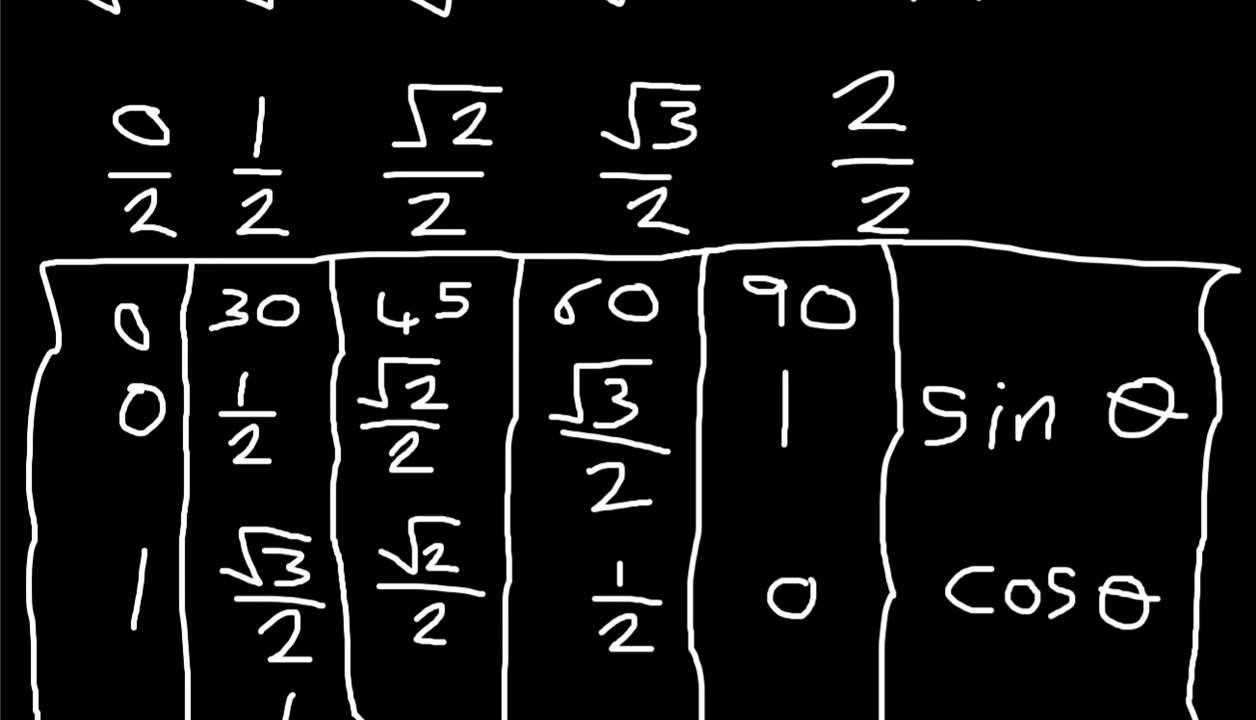 0/2 1/2 √2/2 √3/2 2/2
0 30 45 60 90
0 1/2 √2/2 √3/2 1 sin θ
1 √3/2 √2/2 1/2 0 cos θ